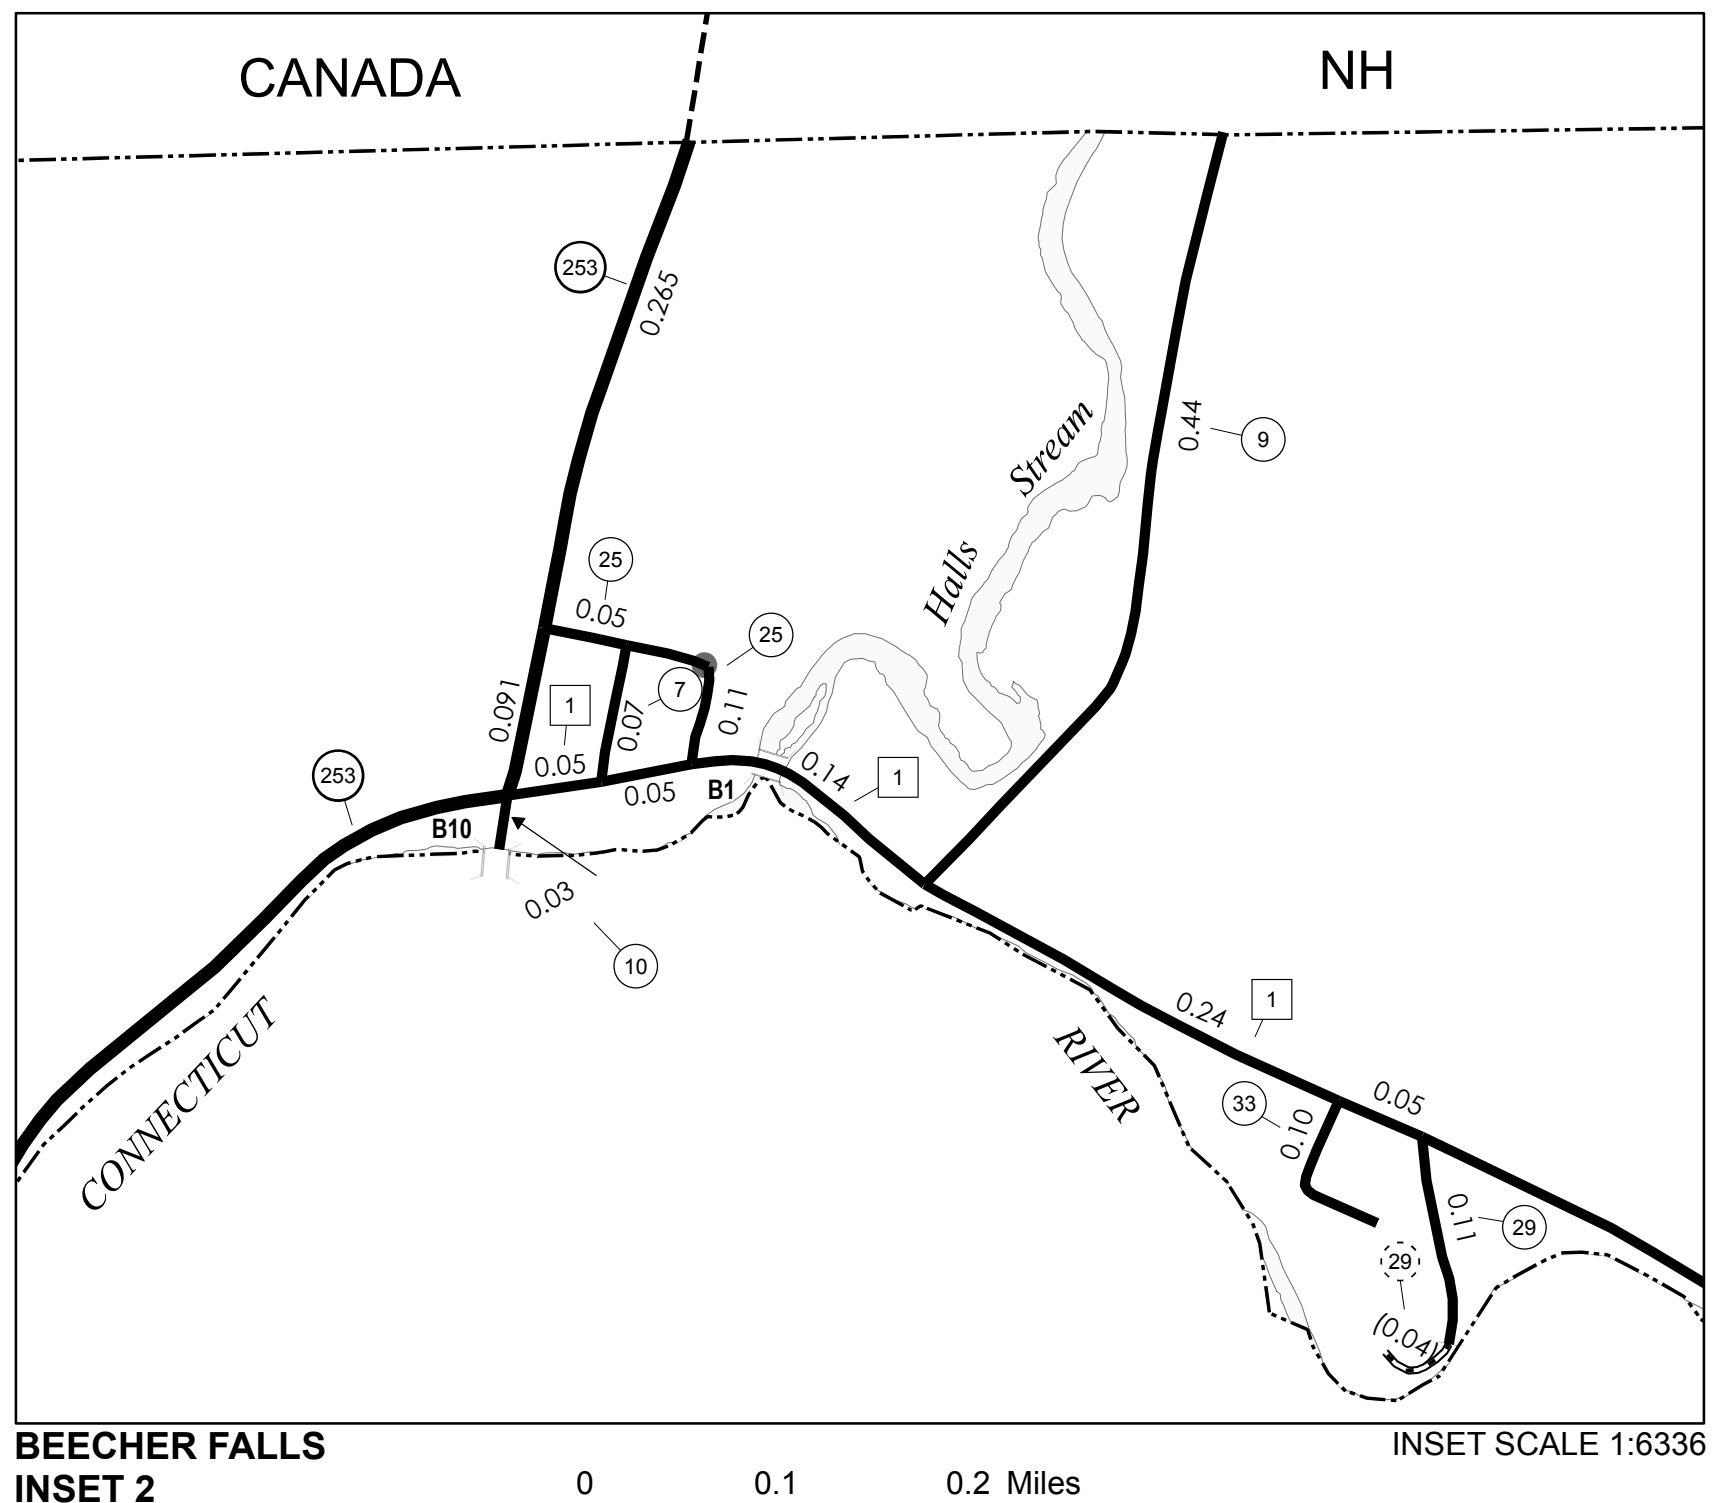 CANADA
NH
253
0.265
0.44
9
Halls Stream
25
0.05
25
7
0.091
1
0.07
0.11
0.05
0.05
253
B1
0.14
1
B10
0.03
10
CONNECTICUT
RIVER
0.24
1
0.05
33
0.10
0.11
29
29
(0.04)
BEECHER FALLS
INSET 2
INSET SCALE 1:6336
0 0.1 0.2 Miles